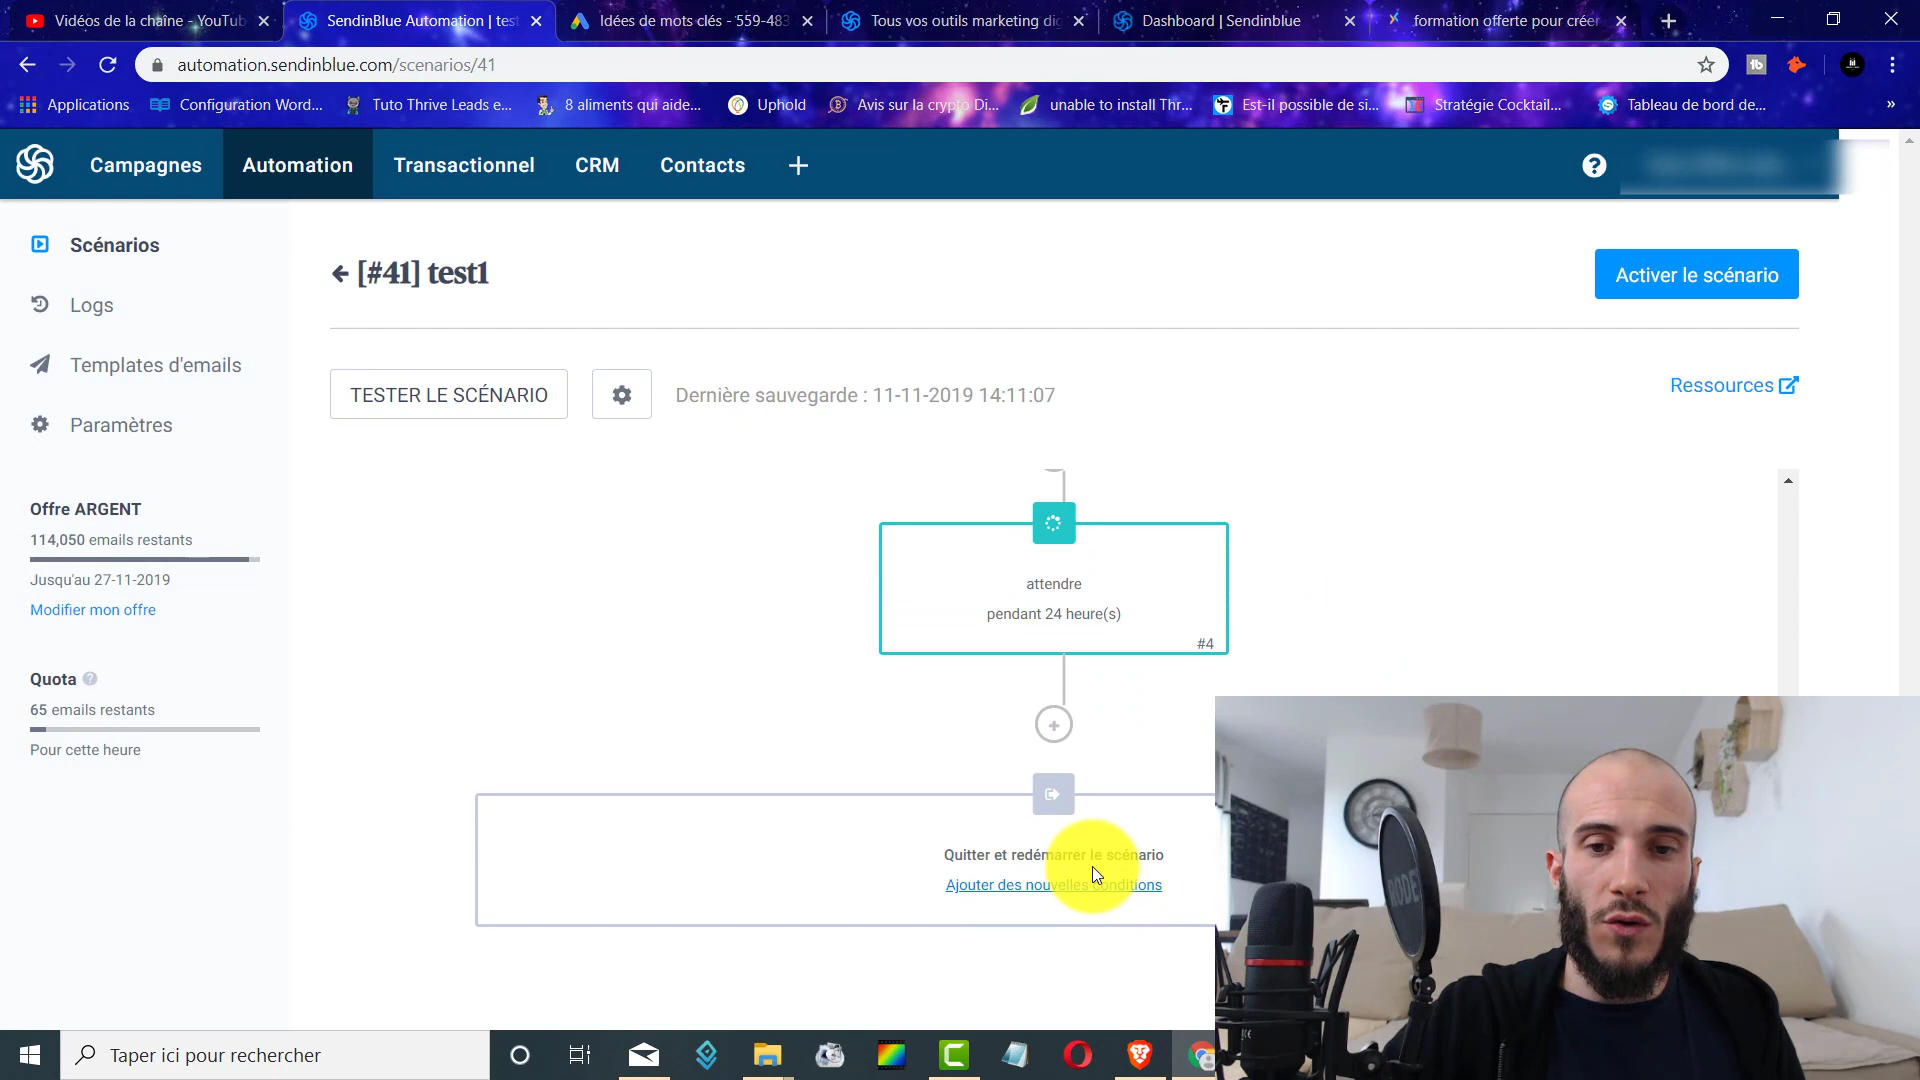 Vidéos de la chaîne - YouTub
SendinBlue Automation | tes
Idées de mots clés - 559-483
Tous vos outils marketing dig
Dashboard | Sendinblue
formation offerte pour créer
automation.sendinblue.com/scenarios/41
Applications
Configuration Word...
Tuto Thrive Leads e...
8 aliments qui aide...
Uphold
Avis sur la crypto Di...
unable to install Thr...
Est-il possible de si...
Stratégie Cocktail...
Tableau de bord de...
»
Campagnes
Automation
Transactionnel
CRM
Contacts
Scénarios
Logs
Templates d'emails
Paramètres
Offre ARGENT
114,050 emails restants
Jusqu'au 27-11-2019
Modifier mon offre
Quota
65 emails restants
Pour cette heure
[#41] test1
Activer le scénario
TESTER LE SCÉNARIO
Dernière sauvegarde : 11-11-2019 14:11:07
Ressources
attendre
pendant 24 heure(s)
#4
Quitter et redémarrer le scénario
Ajouter des nouvelles conditions
RODE
Taper ici pour rechercher